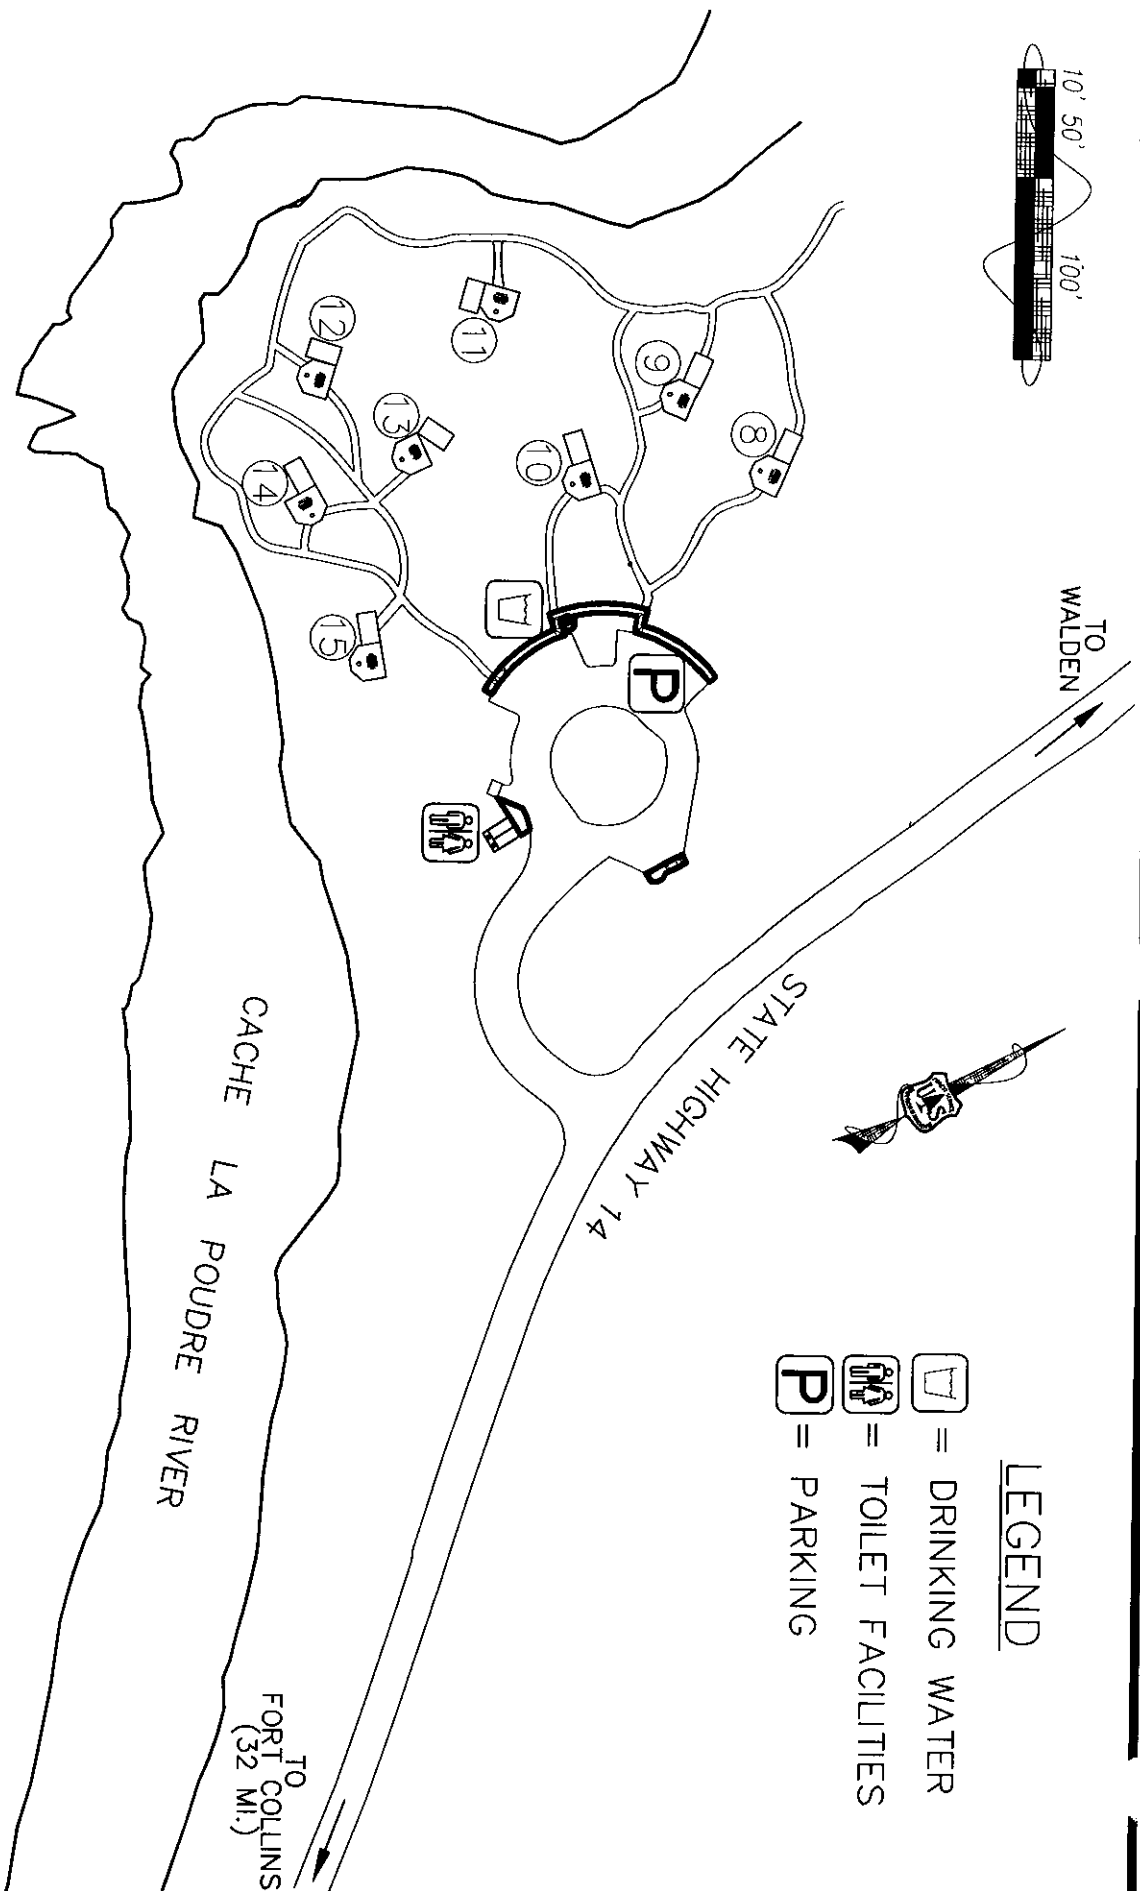 10' 50' 100'
TO
WALDEN
8
9
10
11
12
13
14
15
P
STATE HIGHWAY 14
CACHE LA POUDRE RIVER
LEGEND
= DRINKING WATER
= TOILET FACILITIES
P = PARKING
TO
FORT COLLINS
(32 MI.)